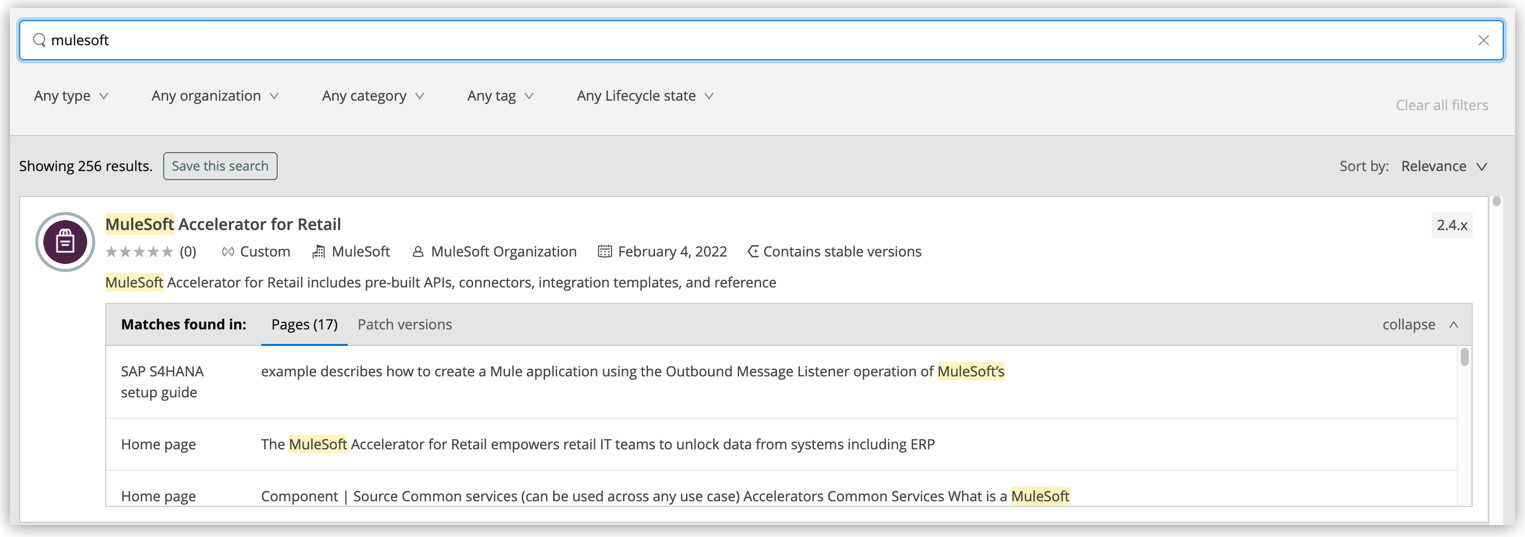 mulesoft
Any type Any organization Any category Any tag Any Lifecycle state
Clear all filters
Showing 256 results. Save this search Sort by: Relevance
MuleSoft Accelerator for Retail 2.4.x
(0) Custom MuleSoft MuleSoft Organization February 4, 2022 Contains stable versions
MuleSoft Accelerator for Retail includes pre-built APIs, connectors, integration templates, and reference
Matches found in: Pages (17) Patch versions collapse
SAP S4HANA example describes how to create a Mule application using the Outbound Message Listener operation of MuleSoft’s
setup guide
Home page The MuleSoft Accelerator for Retail empowers retail IT teams to unlock data from systems including ERP
Home page Component | Source Common services (can be used across any use case) Accelerators Common Services What is a MuleSoft